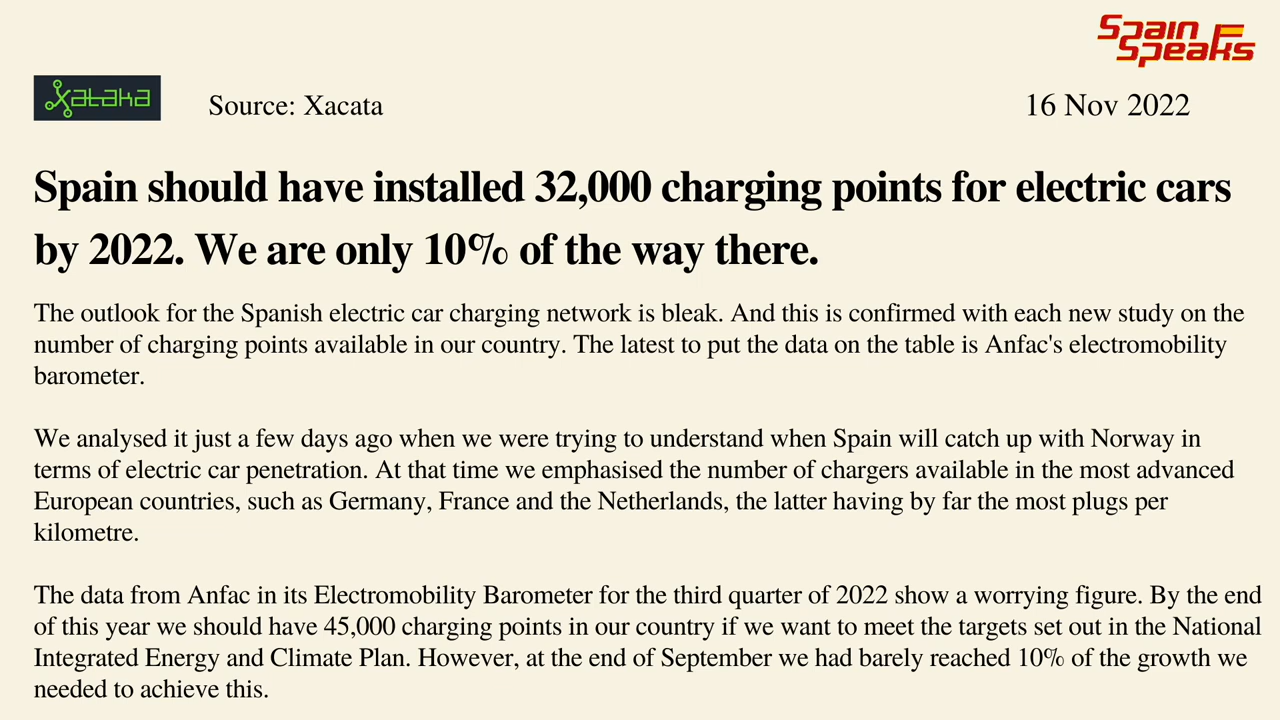 Spain
Speaks
xataka
Source: Xacata
16 Nov 2022
Spain should have installed 32,000 charging points for electric cars
by 2022. We are only 10% of the way there.
The outlook for the Spanish electric car charging network is bleak. And this is confirmed with each new study on the
number of charging points available in our country. The latest to put the data on the table is Anfac's electromobility
barometer.
We analysed it just a few days ago when we were trying to understand when Spain will catch up with Norway in
terms of electric car penetration. At that time we emphasised the number of chargers available in the most advanced
European countries, such as Germany, France and the Netherlands, the latter having by far the most plugs per
kilometre.
The data from Anfac in its Electromobility Barometer for the third quarter of 2022 show a worrying figure. By the end
of this year we should have 45,000 charging points in our country if we want to meet the targets set out in the National
Integrated Energy and Climate Plan. However, at the end of September we had barely reached 10% of the growth we
needed to achieve this.